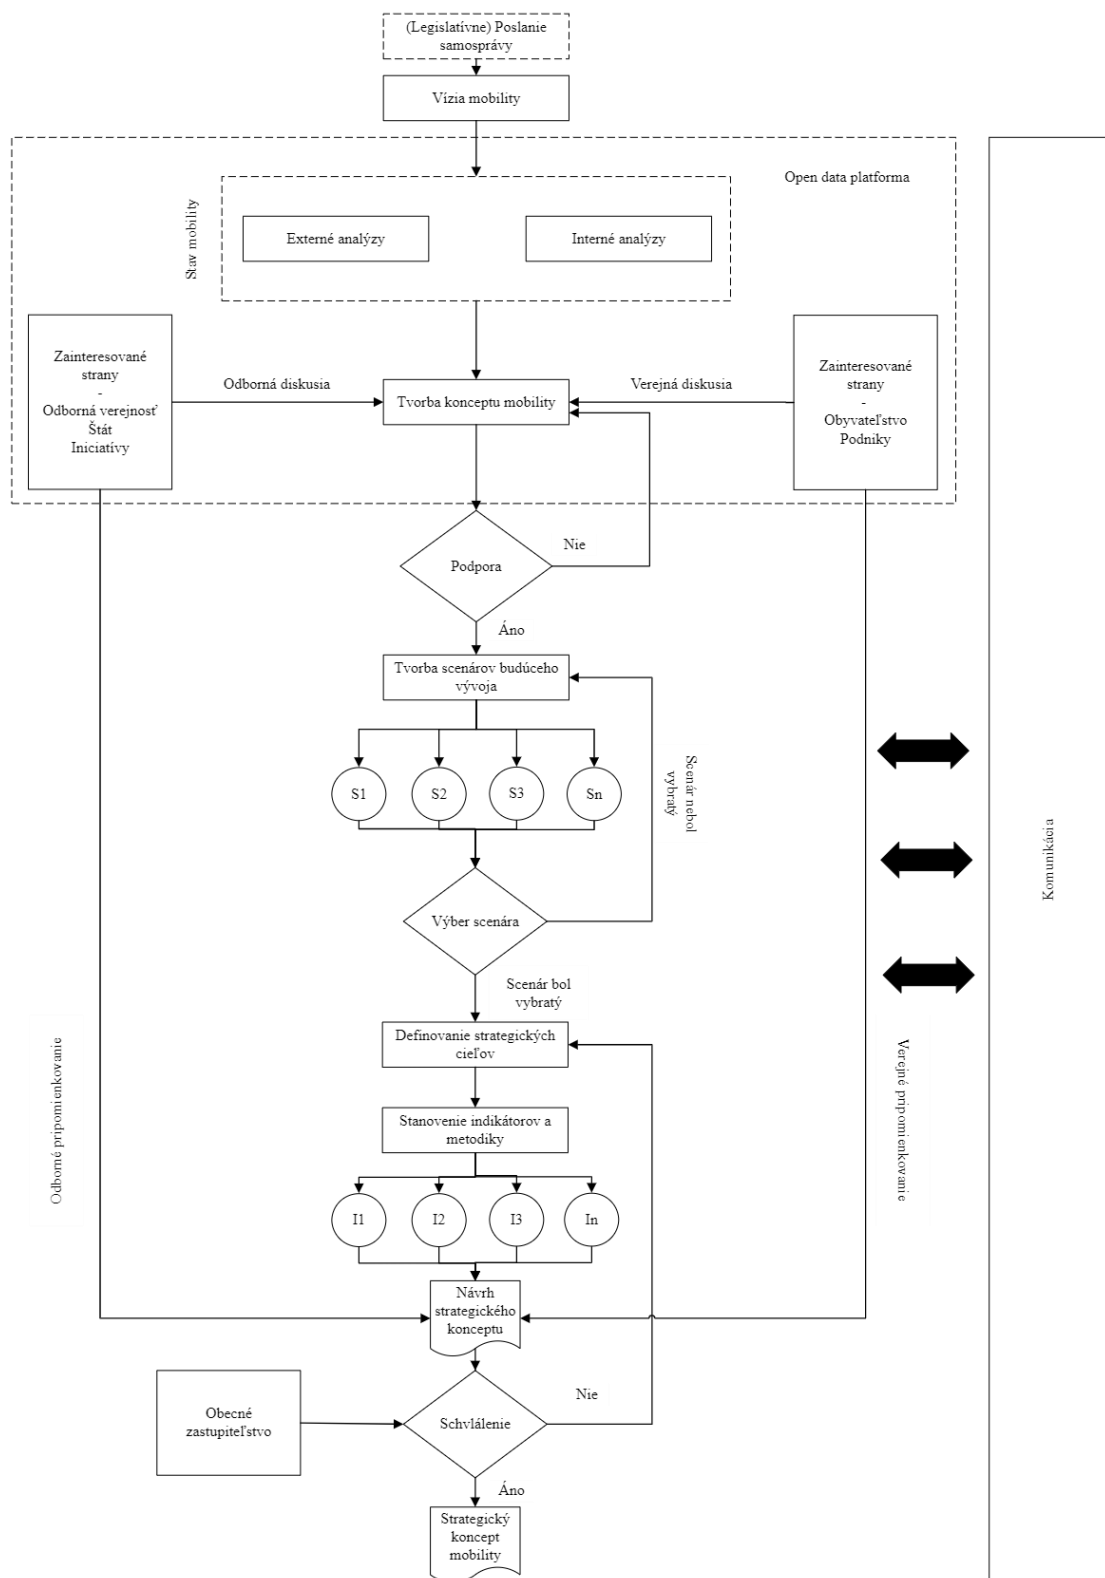 (Legislatívne) Poslanie
samosprávy
Vízia mobility
Open data platforma
Stav mobility
Externé analýzy
Interné analýzy
Zainteresované
strany
-
Odborná verejnosť
Štát
Iniciatívy
Odborná diskusia
Tvorba konceptu mobility
Verejná diskusia
Zainteresované
strany
-
Obyvateľstvo
Podniky
Podpora
Nie
Áno
Tvorba scenárov budúceho
vývoja
S1
S2
S3
Sn
Scenár nebol
vybratý
Výber scenára
Scenár bol
vybratý
Komunikácia
Definovanie strategických
cieľov
Stanovenie indikátorov a
metodiky
Odborné pripomienkovanie
Verejné pripomienkovanie
I1
I2
I3
In
Návrh
strategického
konceptu
Obecné
zastupiteľstvo
Schvlálenie
Nie
Áno
Strategický
koncept
mobility